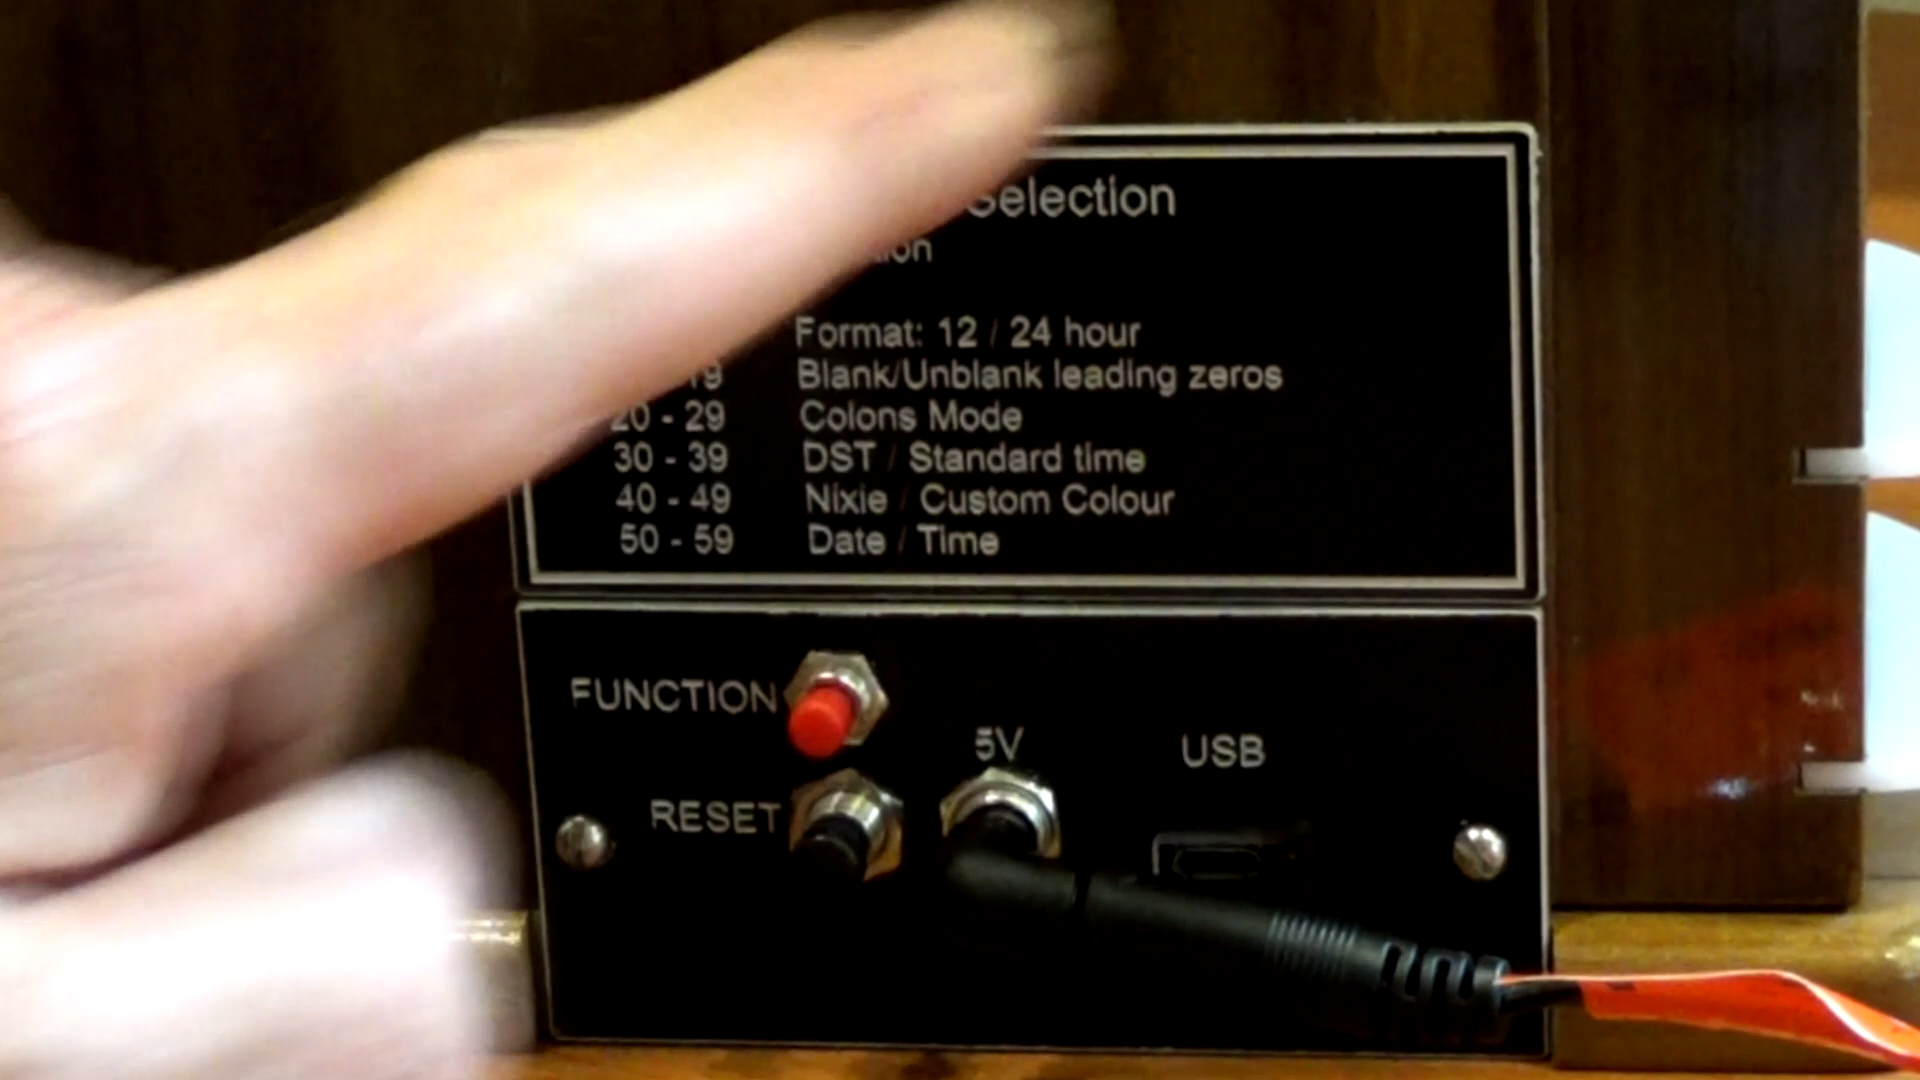 Selection
Format: 12 / 24 hour
Blank/Unblank leading zeros
20 - 29 Colons Mode
30 - 39 DST / Standard time
40 - 49 Nixie / Custom Colour
50 - 59 Date / Time
FUNCTION
5V
USB
RESET